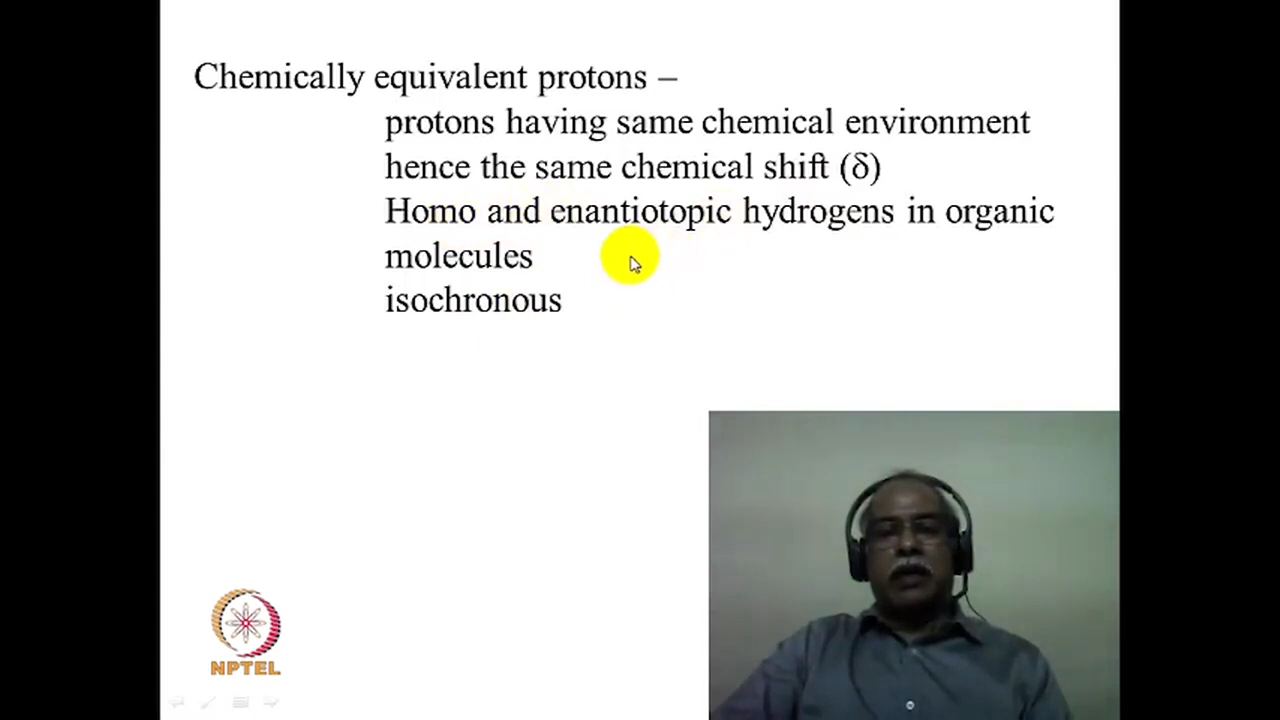 Chemically equivalent protons –
protons having same chemical environment
hence the same chemical shift (δ)
Homo and enantiotopic hydrogens in organic
molecules
isochronous
NPTEL